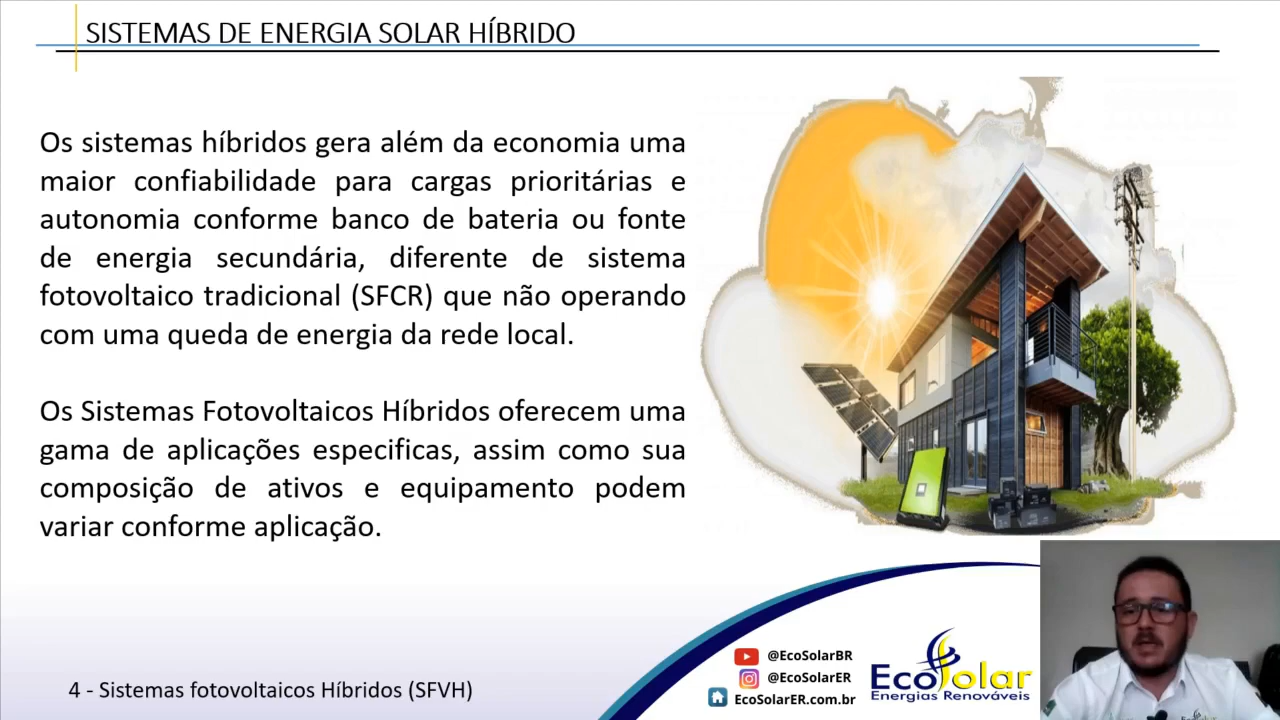 SISTEMAS DE ENERGIA SOLAR HÍBRIDO
Os sistemas híbridos gera além da economia uma
maior confiabilidade para cargas prioritárias e
autonomia conforme banco de bateria ou fonte
de energia secundária, diferente de sistema
fotovoltaico tradicional (SFCR) que não operando
com uma queda de energia da rede local.
Os Sistemas Fotovoltaicos Híbridos oferecem uma
gama de aplicações especificas, assim como sua
composição de ativos e equipamento podem
variar conforme aplicação.
@EcoSolarBR
@EcoSolarER
EcoSolarER.com.br
EcoSolar
Energias Renováveis
4 - Sistemas fotovoltaicos Híbridos (SFVH)